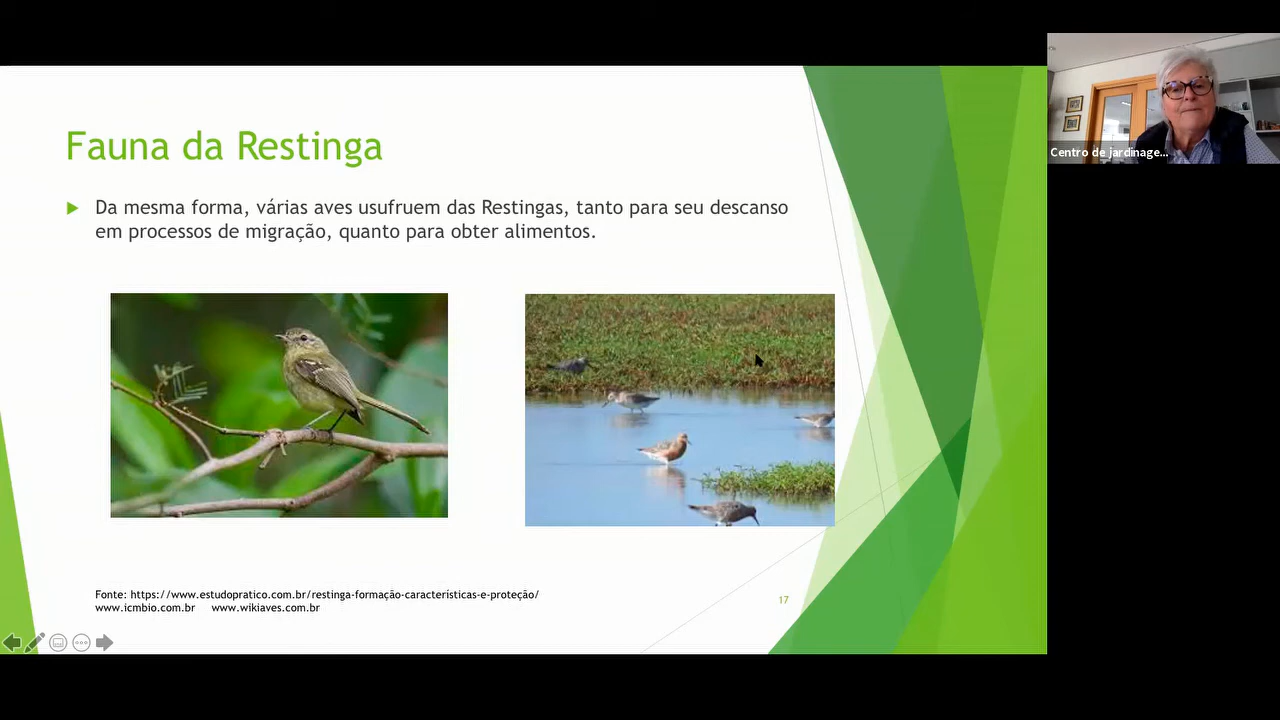 Fauna da Restinga
Da mesma forma, várias aves usufruem das Restingas, tanto para seu descanso
em processos de migração, quanto para obter alimentos.
Fonte: https://www.estudopratico.com.br/restinga-formação-características-e-proteção/
www.icmbio.com.br www.wikiaves.com.br
17
Centro de jardinage...